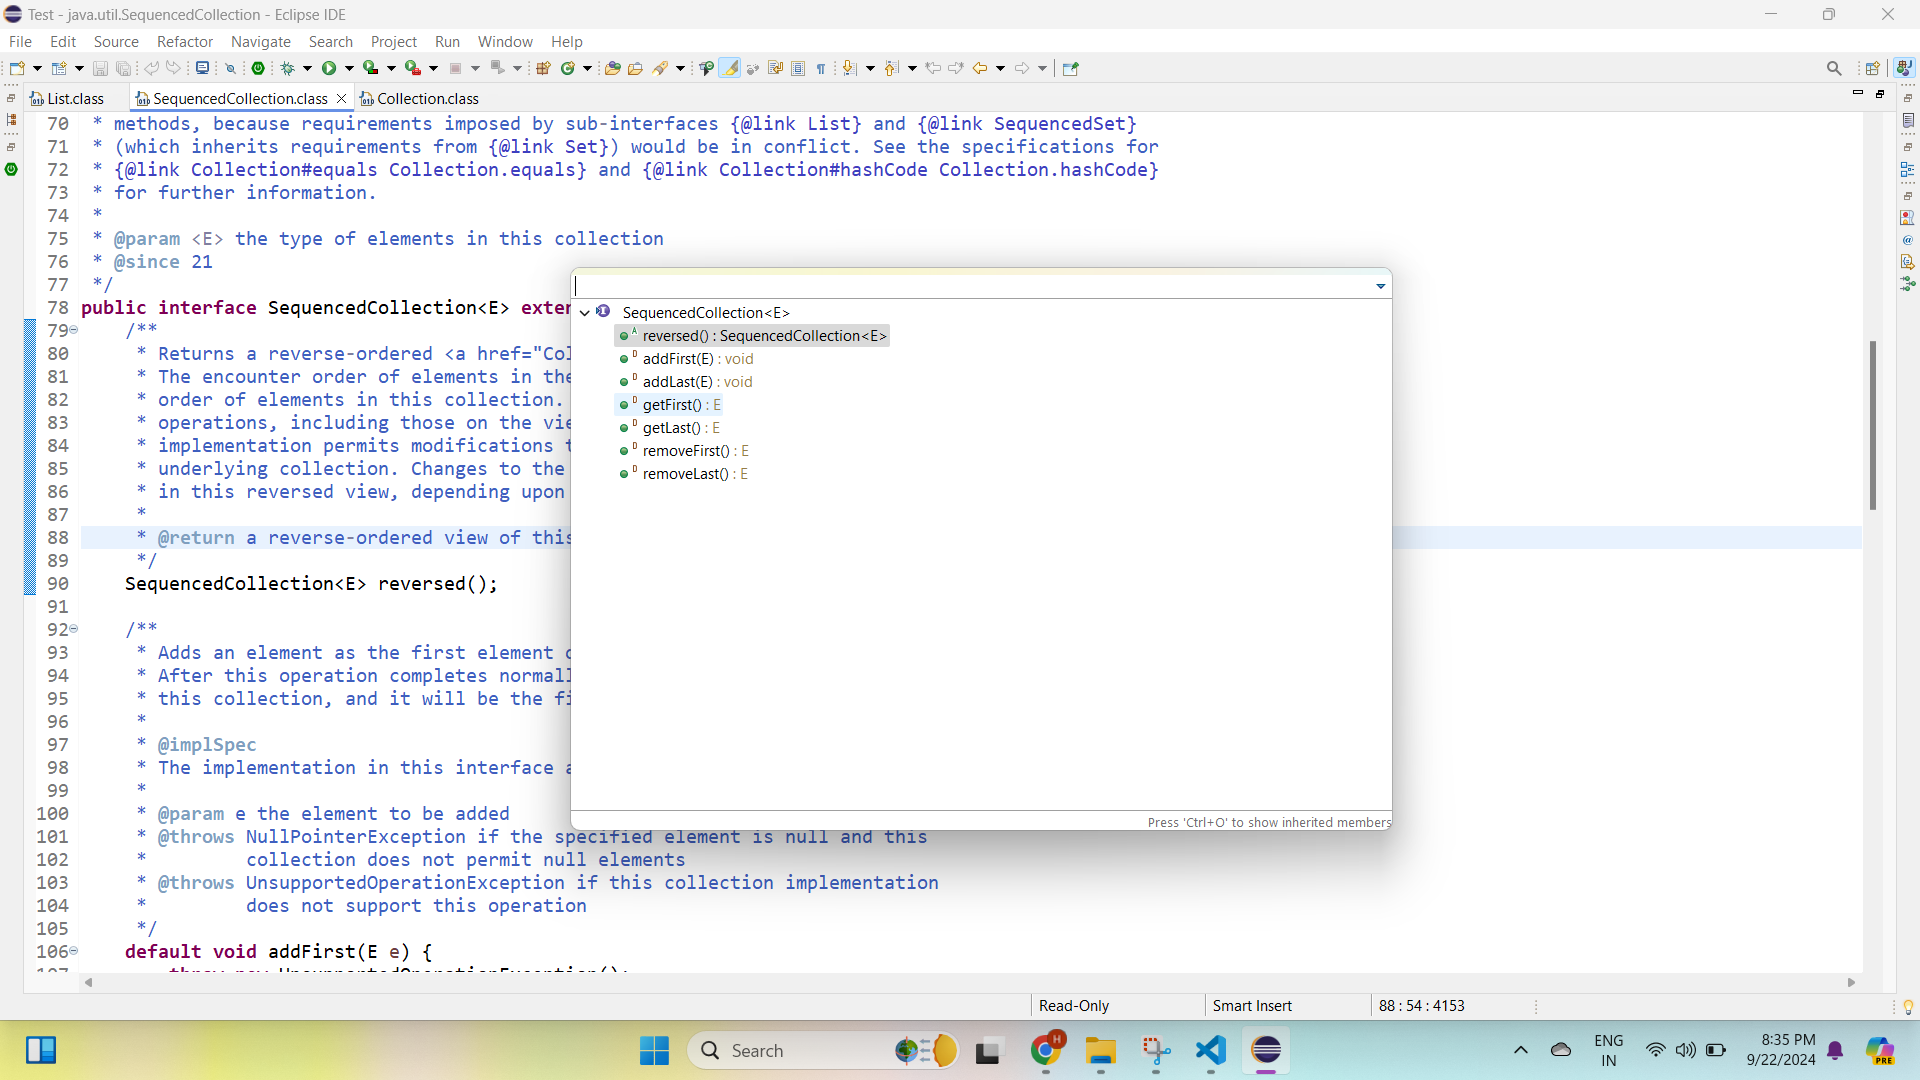 Test - java.util.SequencedCollection - Eclipse IDE
File Edit Source Refactor Navigate Search Project Run Window Help
List.class SequencedCollection.class Collection.class
70 * methods, because requirements imposed by sub-interfaces {@link List} and {@link SequencedSet}
71 * (which inherits requirements from {@link Set}) would be in conflict. See the specifications for
72 * {@link Collection#equals Collection.equals} and {@link Collection#hashCode Collection.hashCode}
73 * for further information.
74 *
75 * @param <E> the type of elements in this collection
76 * @since 21
77 */
78 public interface SequencedCollection<E> exten
79 /**
80 * Returns a reverse-ordered <a href="Col
81 * The encounter order of elements in the
82 * order of elements in this collection.
83 * operations, including those on the vie
84 * implementation permits modifications t
85 * underlying collection. Changes to the
86 * in this reversed view, depending upon
87 *
88 * @return a reverse-ordered view of this
89 */
90 SequencedCollection<E> reversed();
91
92 /**
93 * Adds an element as the first element o
94 * After this operation completes normall
95 * this collection, and it will be the fi
96 *
97 * @implSpec
98 * The implementation in this interface a
99 *
100 * @param e the element to be added
101 * @throws NullPointerException if the specified element is null and this
102 * collection does not permit null elements
103 * @throws UnsupportedOperationException if this collection implementation
104 * does not support this operation
105 */
106 default void addFirst(E e) {
107 throw new UnsupportedOperationException();
SequencedCollection<E>
A reversed() : SequencedCollection<E>
D addFirst(E) : void
D addLast(E) : void
D getFirst() : E
D getLast() : E
D removeFirst() : E
D removeLast() : E
Press 'Ctrl+O' to show inherited members
Read-Only Smart Insert 88 : 54 : 4153
Search
H
ENG
IN
8:35 PM
9/22/2024
PRE